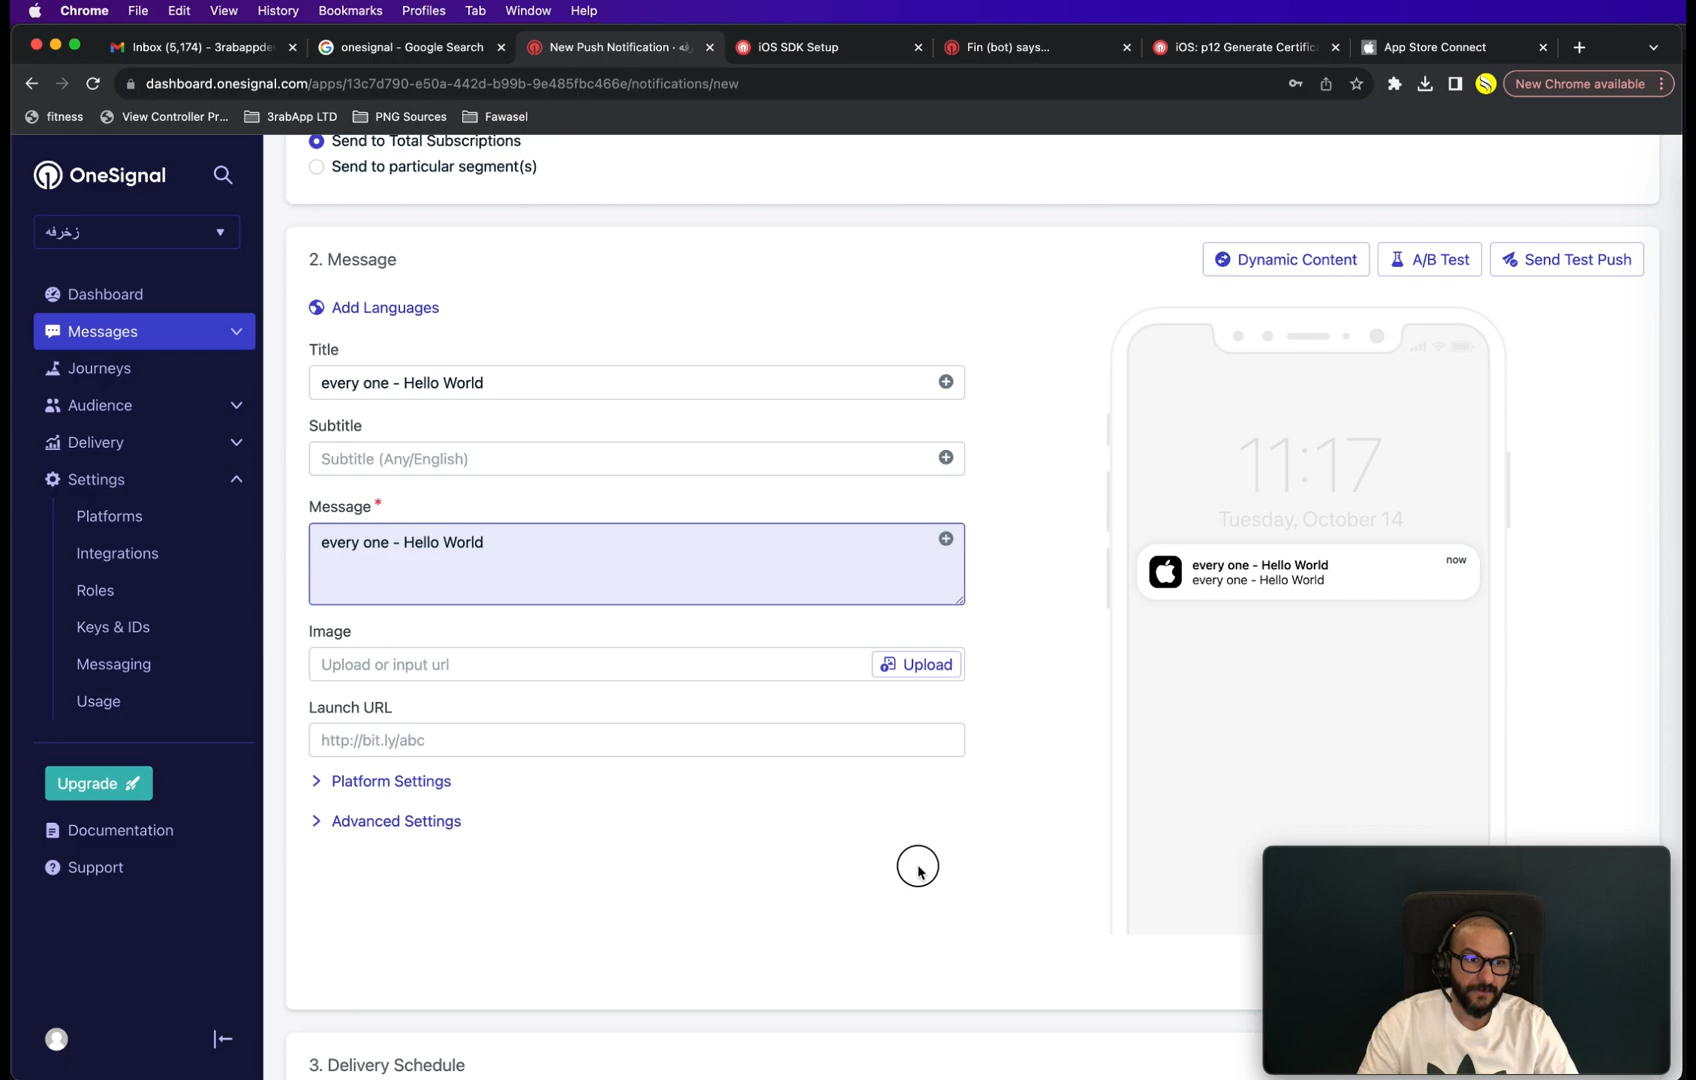 Chrome File Edit View History Bookmarks Profiles Tab Window Help
Inbox (5,174) - 3rabappde
onesignal - Google Search
New Push Notification · زخرفه
iOS SDK Setup
Fin (bot) says...
iOS: p12 Generate Certific
App Store Connect
dashboard.onesignal.com/apps/13c7d790-e50a-442d-b99b-9e485fbc466e/notifications/new
New Chrome available
fitness
View Controller Pr...
3rabApp LTD
PNG Sources
Fawasel
OneSignal
زخرفه
Dashboard
Messages
Journeys
Audience
Delivery
Settings
Platforms
Integrations
Roles
Keys & IDs
Messaging
Usage
Upgrade
Documentation
Support
Send to Total Subscriptions
Send to particular segment(s)
2. Message
Dynamic Content
A/B Test
Send Test Push
Add Languages
Title
every one - Hello World
Subtitle
Subtitle (Any/English)
Message *
every one - Hello World
Image
Upload or input url
Upload
Launch URL
http://bit.ly/abc
Platform Settings
Advanced Settings
11:17
Tuesday, October 14
every one - Hello World
now
every one - Hello World
3. Delivery Schedule